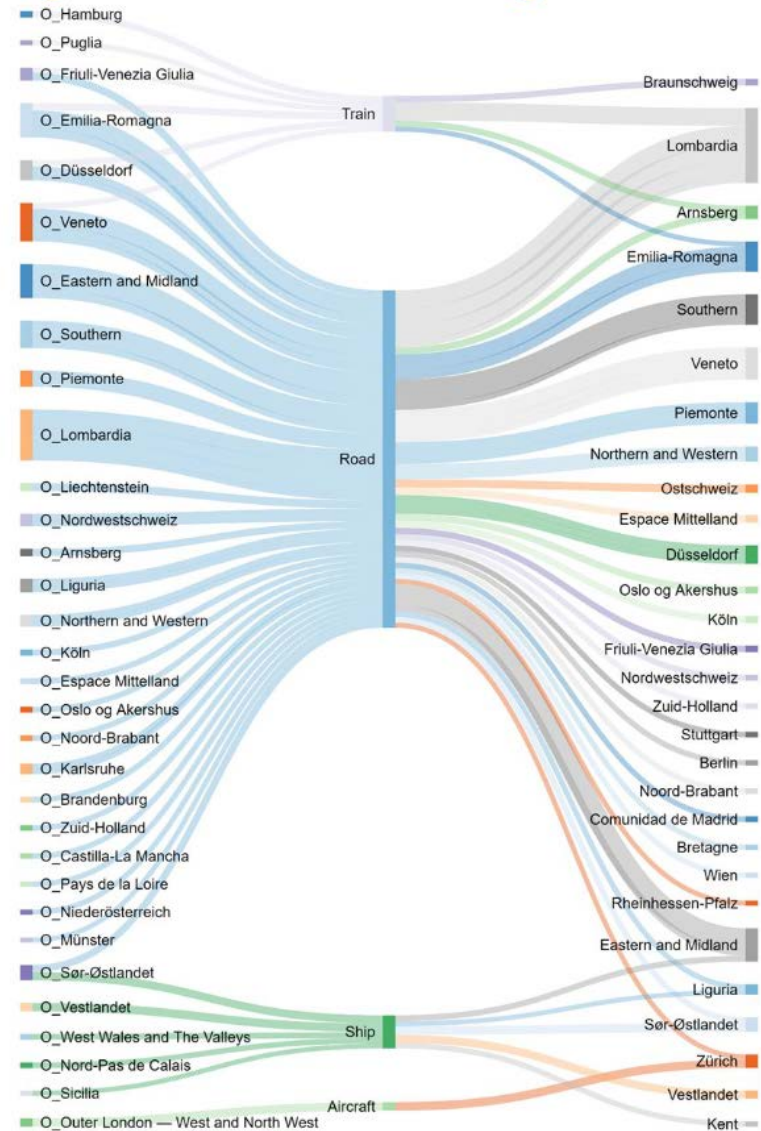 O_Hamburg
O_Puglia
O_Friuli-Venezia Giulia
O_Emilia-Romagna
O_Düsseldorf
O_Veneto
O_Eastern and Midland
O_Southern
O_Piemonte
O_Lombardia
O_Liechtenstein
O_Nordwestschweiz
O_Arnsberg
O_Liguria
O_Northern and Western
O_Köln
O_Espace Mittelland
O_Oslo og Akershus
O_Noord-Brabant
O_Karlsruhe
O_Brandenburg
O_Zuid-Holland
O_Castilla-La Mancha
O_Pays de la Loire
O_Niederösterreich
O_Münster
O_Sør-Østlandet
O_Vestlandet
O_West Wales and The Valleys
O_Nord-Pas de Calais
O_Sicilia
O_Outer London — West and North West
Train
Road
Ship
Aircraft
Braunschweig
Lombardia
Arnsberg
Emilia-Romagna
Southern
Veneto
Piemonte
Northern and Western
Ostschweiz
Espace Mittelland
Düsseldorf
Oslo og Akershus
Köln
Friuli-Venezia Giulia
Nordwestschweiz
Zuid-Holland
Stuttgart
Berlin
Noord-Brabant
Comunidad de Madrid
Bretagne
Wien
Rheinhessen-Pfalz
Eastern and Midland
Liguria
Sør-Østlandet
Zürich
Vestlandet
Kent